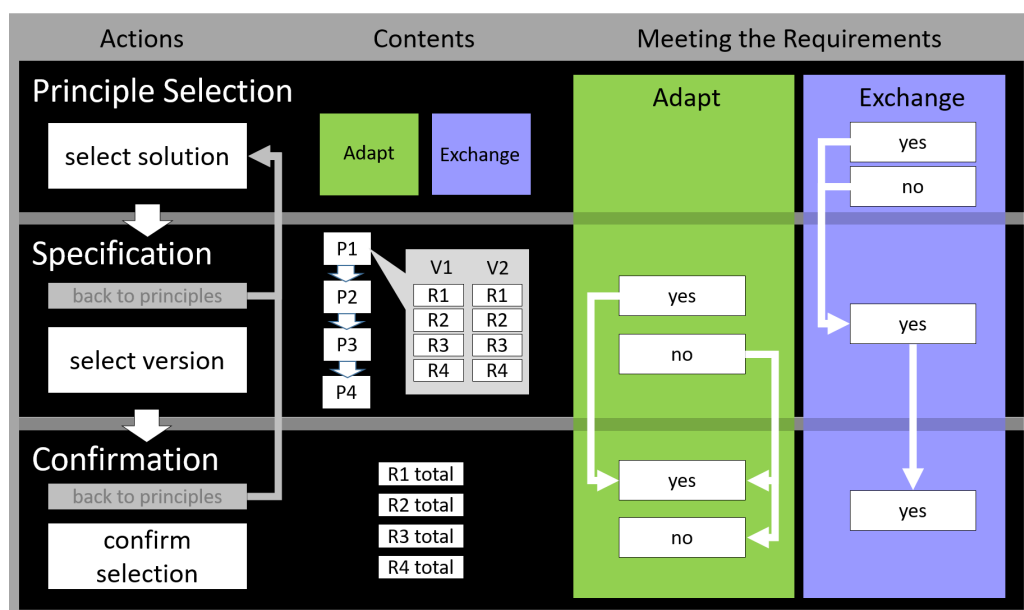 Actions
Contents
Meeting the Requirements
Principle Selection
select solution
Adapt
Exchange
Adapt
Exchange
yes
no
Specification
back to principles
select version
P1
P2
P3
P4
V1 V2
R1 R1
R2 R2
R3 R3
R4 R4
yes
no
yes
Confirmation
back to principles
confirm
selection
R1 total
R2 total
R3 total
R4 total
yes
no
yes